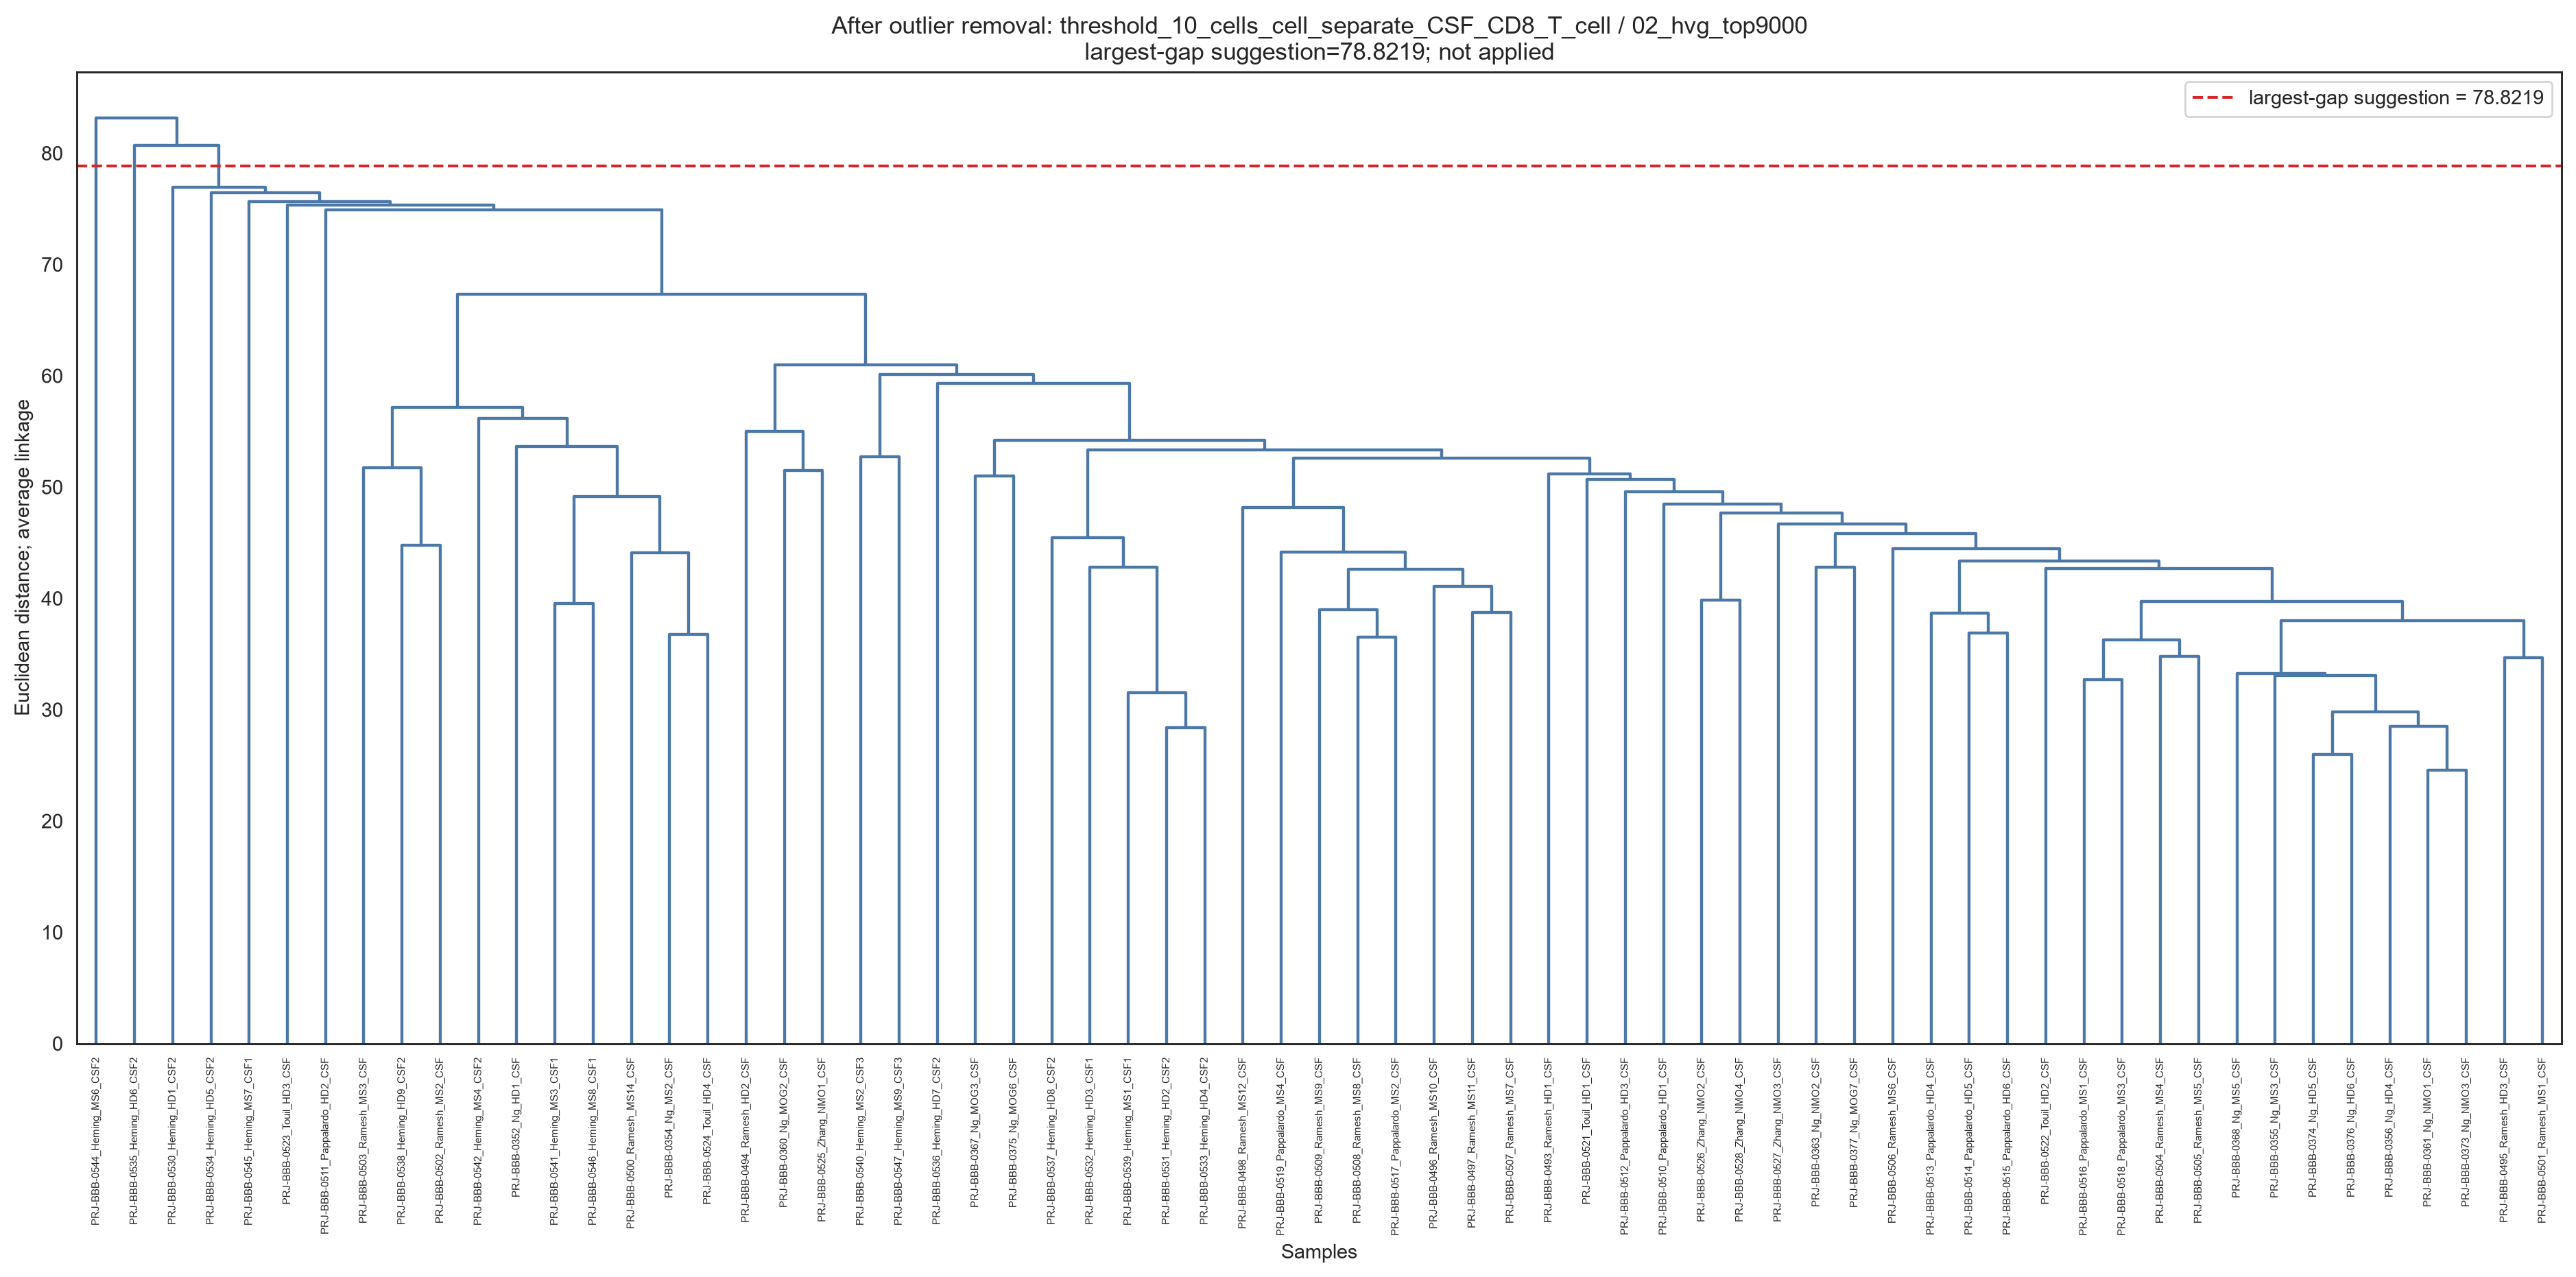 After outlier removal: threshold_10_cells_cell_separate_CSF_CD8_T_cell / 02_hvg_top9000
largest-gap suggestion=78.8219; not applied
largest-gap suggestion = 78.8219
Euclidean distance; average linkage
80
70
60
50
40
30
20
10
0
PRJ-BBB-0544_Heming_MS6_CSF2
PRJ-BBB-0535_Heming_HD6_CSF2
PRJ-BBB-0530_Heming_HD1_CSF2
PRJ-BBB-0534_Heming_HD5_CSF2
PRJ-BBB-0545_Heming_MS7_CSF1
PRJ-BBB-0523_Touil_HD3_CSF
PRJ-BBB-0511_Pappalardo_HD2_CSF
PRJ-BBB-0503_Ramesh_MS3_CSF
PRJ-BBB-0538_Heming_HD9_CSF2
PRJ-BBB-0502_Ramesh_MS2_CSF
PRJ-BBB-0542_Heming_MS4_CSF2
PRJ-BBB-0352_Ng_HD1_CSF
PRJ-BBB-0541_Heming_MS3_CSF1
PRJ-BBB-0546_Heming_MS8_CSF1
PRJ-BBB-0500_Ramesh_MS14_CSF
PRJ-BBB-0354_Ng_MS2_CSF
PRJ-BBB-0524_Touil_HD4_CSF
PRJ-BBB-0494_Ramesh_HD2_CSF
PRJ-BBB-0360_Ng_MOG2_CSF
PRJ-BBB-0525_Zhang_NMO1_CSF
PRJ-BBB-0540_Heming_MS2_CSF3
PRJ-BBB-0547_Heming_MS9_CSF3
PRJ-BBB-0536_Heming_HD7_CSF2
PRJ-BBB-0367_Ng_MOG3_CSF
PRJ-BBB-0375_Ng_MOG6_CSF
PRJ-BBB-0537_Heming_HD8_CSF2
PRJ-BBB-0532_Heming_HD3_CSF1
PRJ-BBB-0539_Heming_MS1_CSF1
PRJ-BBB-0531_Heming_HD2_CSF2
PRJ-BBB-0533_Heming_HD4_CSF2
PRJ-BBB-0498_Ramesh_MS12_CSF
PRJ-BBB-0519_Pappalardo_MS4_CSF
PRJ-BBB-0509_Ramesh_MS9_CSF
PRJ-BBB-0508_Ramesh_MS8_CSF
PRJ-BBB-0517_Pappalardo_MS2_CSF
PRJ-BBB-0496_Ramesh_MS10_CSF
PRJ-BBB-0497_Ramesh_MS11_CSF
PRJ-BBB-0507_Ramesh_MS7_CSF
PRJ-BBB-0493_Ramesh_HD1_CSF
PRJ-BBB-0521_Touil_HD1_CSF
PRJ-BBB-0512_Pappalardo_HD3_CSF
PRJ-BBB-0510_Pappalardo_HD1_CSF
PRJ-BBB-0526_Zhang_NMO2_CSF
PRJ-BBB-0528_Zhang_NMO4_CSF
PRJ-BBB-0527_Zhang_NMO3_CSF
PRJ-BBB-0363_Ng_NMO2_CSF
PRJ-BBB-0377_Ng_MOG7_CSF
PRJ-BBB-0506_Ramesh_MS6_CSF
PRJ-BBB-0513_Pappalardo_HD4_CSF
PRJ-BBB-0514_Pappalardo_HD5_CSF
PRJ-BBB-0515_Pappalardo_HD6_CSF
PRJ-BBB-0522_Touil_HD2_CSF
PRJ-BBB-0516_Pappalardo_MS1_CSF
PRJ-BBB-0518_Pappalardo_MS3_CSF
PRJ-BBB-0504_Ramesh_MS4_CSF
PRJ-BBB-0505_Ramesh_MS5_CSF
PRJ-BBB-0368_Ng_MS5_CSF
PRJ-BBB-0355_Ng_MS3_CSF
PRJ-BBB-0374_Ng_HD5_CSF
PRJ-BBB-0376_Ng_HD6_CSF
PRJ-BBB-0356_Ng_HD4_CSF
PRJ-BBB-0361_Ng_NMO1_CSF
PRJ-BBB-0373_Ng_NMO3_CSF
PRJ-BBB-0495_Ramesh_HD3_CSF
PRJ-BBB-0501_Ramesh_MS1_CSF
Samples